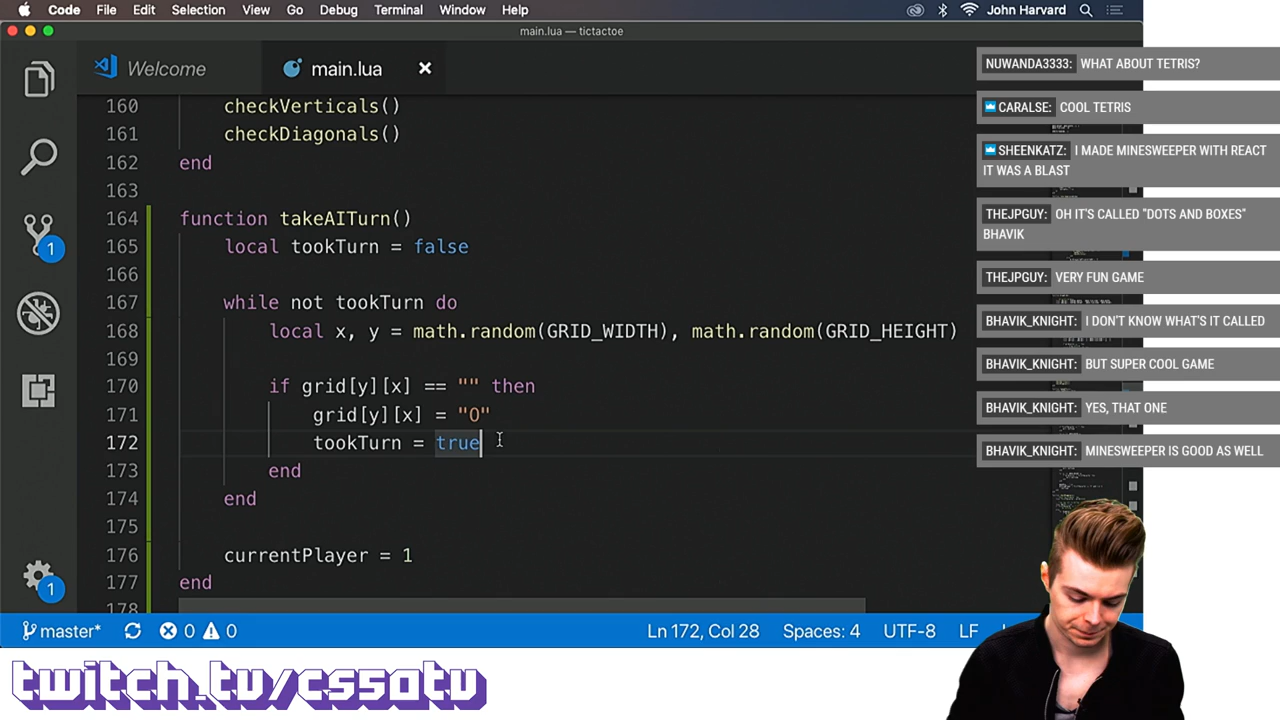 Code File Edit Selection View Go Debug Terminal Window Help John Harvard
main.lua — tictactoe
Welcome main.lua
160 checkVerticals()
161 checkDiagonals()
162 end
163
164 function takeAITurn()
165 local tookTurn = false
166
167 while not tookTurn do
168 local x, y = math.random(GRID_WIDTH), math.random(GRID_HEIGHT)
169
170 if grid[y][x] == "" then
171 grid[y][x] = "O"
172 tookTurn = true
173 end
174 end
175
176 currentPlayer = 1
177 end
178
1
1
master* 0 0 Ln 172, Col 28 Spaces: 4 UTF-8 LF
NUWANDA3333: WHAT ABOUT TETRIS?
CARALSE: COOL TETRIS
SHEENKATZ: I MADE MINESWEEPER WITH REACT
IT WAS A BLAST
THEJPGUY: OH IT'S CALLED "DOTS AND BOXES"
BHAVIK
THEJPGUY: VERY FUN GAME
BHAVIK_KNIGHT: I DON'T KNOW WHAT'S IT CALLED
BHAVIK_KNIGHT: BUT SUPER COOL GAME
BHAVIK_KNIGHT: YES, THAT ONE
BHAVIK_KNIGHT: MINESWEEPER IS GOOD AS WELL
twitch.tv/cs50tv